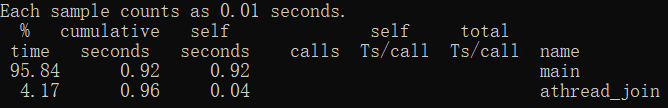 Each sample counts as 0.01 seconds.
  %   cumulative   self              self     total
 time   seconds   seconds    calls  Ts/call  Ts/call  name
 95.84      0.92     0.92                             main
  4.17      0.96     0.04                             athread_join